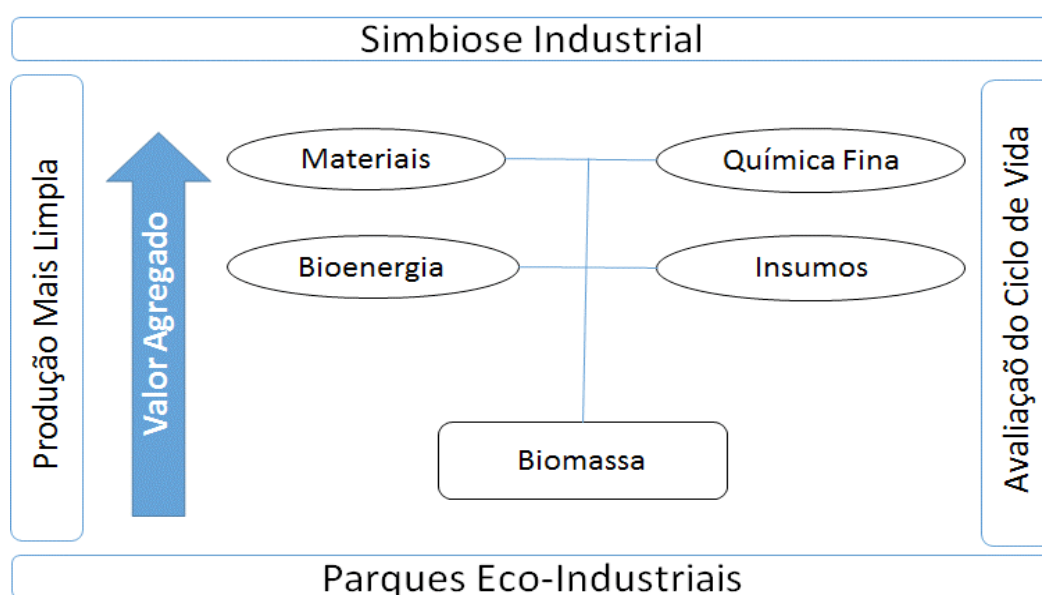 Simbiose Industrial
Produção Mais Limpa
Valor Agregado
Materiais
Química Fina
Bioenergia
Insumos
Biomassa
Avaliação do Ciclo de Vida
Parques Eco-Industriais